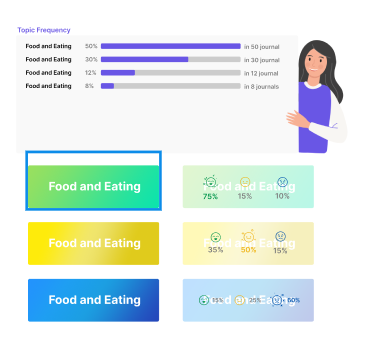 Topic Frequency
Food and Eating 50% in 50 journal
Food and Eating 30% in 30 journal
Food and Eating 12% in 12 journal
Food and Eating 8% in 8 journals
Food and Eating
Food and Eating
75% 15% 10%
Food and Eating
Food and Eating
35% 50% 15%
Food and Eating
Food and Eating
15% 25% 60%